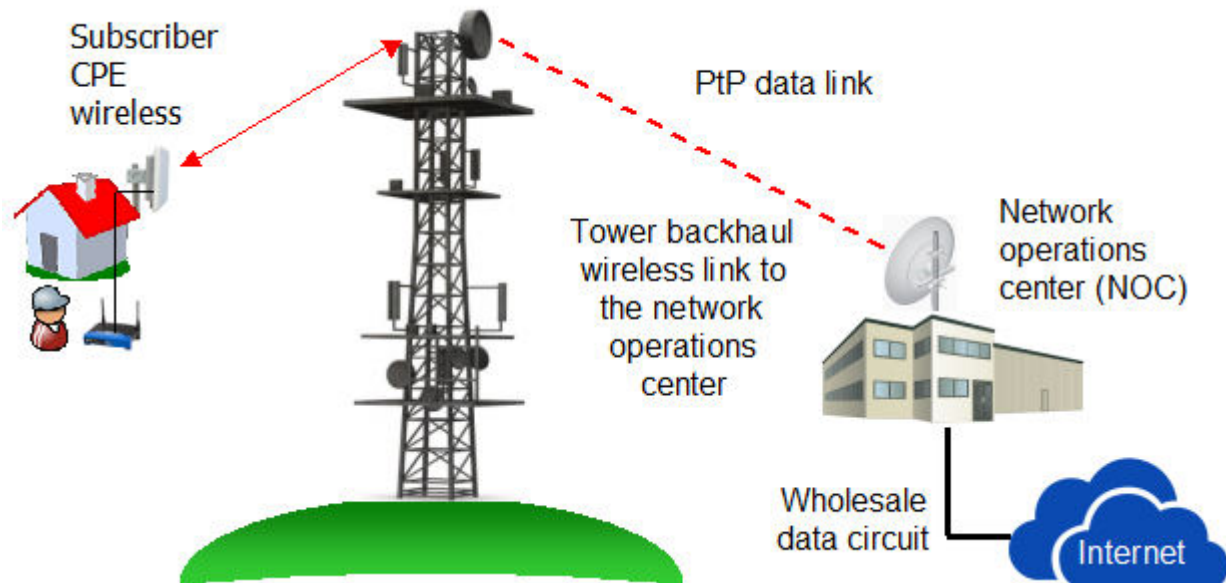 Subscriber
CPE
wireless
PtP data link
Tower backhaul
wireless link to
the network
operations
center
Network
operations
center (NOC)
Wholesale
data circuit
Internet